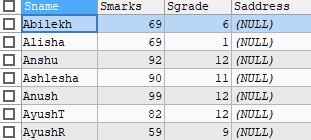 Sname Smarks Sgrade Saddress
Abilekh 69 6 (NULL)
Alisha 69 1 (NULL)
Anshu 92 12 (NULL)
Ashlesha 90 11 (NULL)
Anush 99 12 (NULL)
AyushT 82 12 (NULL)
AyushR 59 9 (NULL)